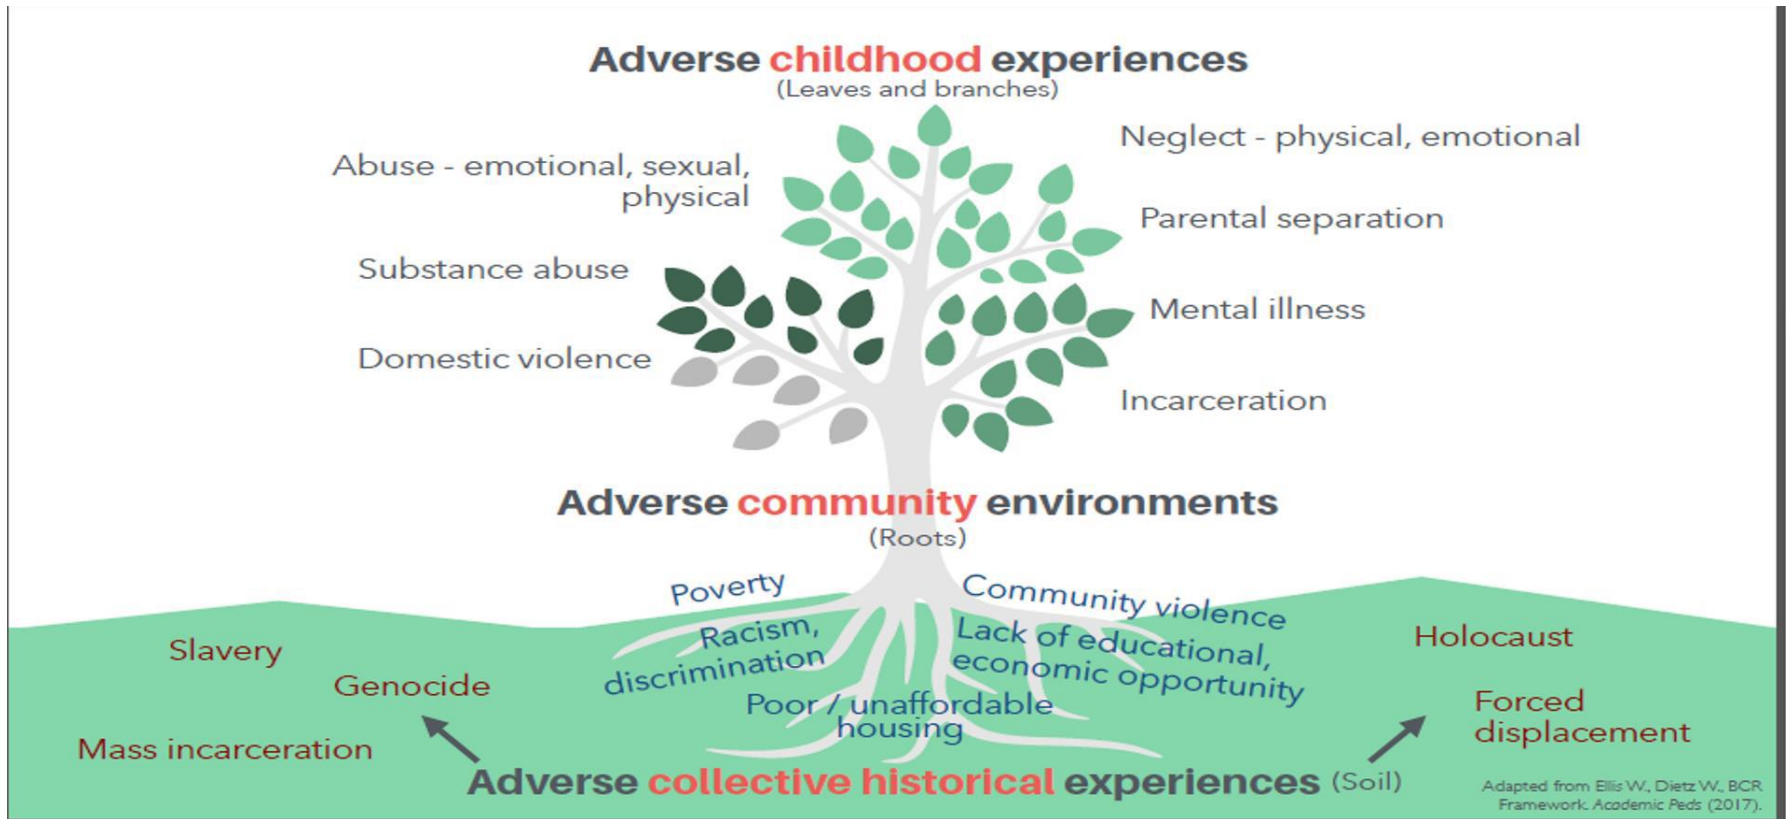 Adverse childhood experiences
(Leaves and branches)
Abuse - emotional, sexual,
physical
Substance abuse
Domestic violence
Neglect - physical, emotional
Parental separation
Mental illness
Incarceration
Adverse community environments
(Roots)
Poverty
Racism,
discrimination
Community violence
Lack of educational,
economic opportunity
Poor / unaffordable
housing
Slavery
Genocide
Mass incarceration
Holocaust
Forced
displacement
Adverse collective historical experiences (Soil)
Adapted from Ellis W., Dietz W., BCR
Framework. Academic Peds (2017).